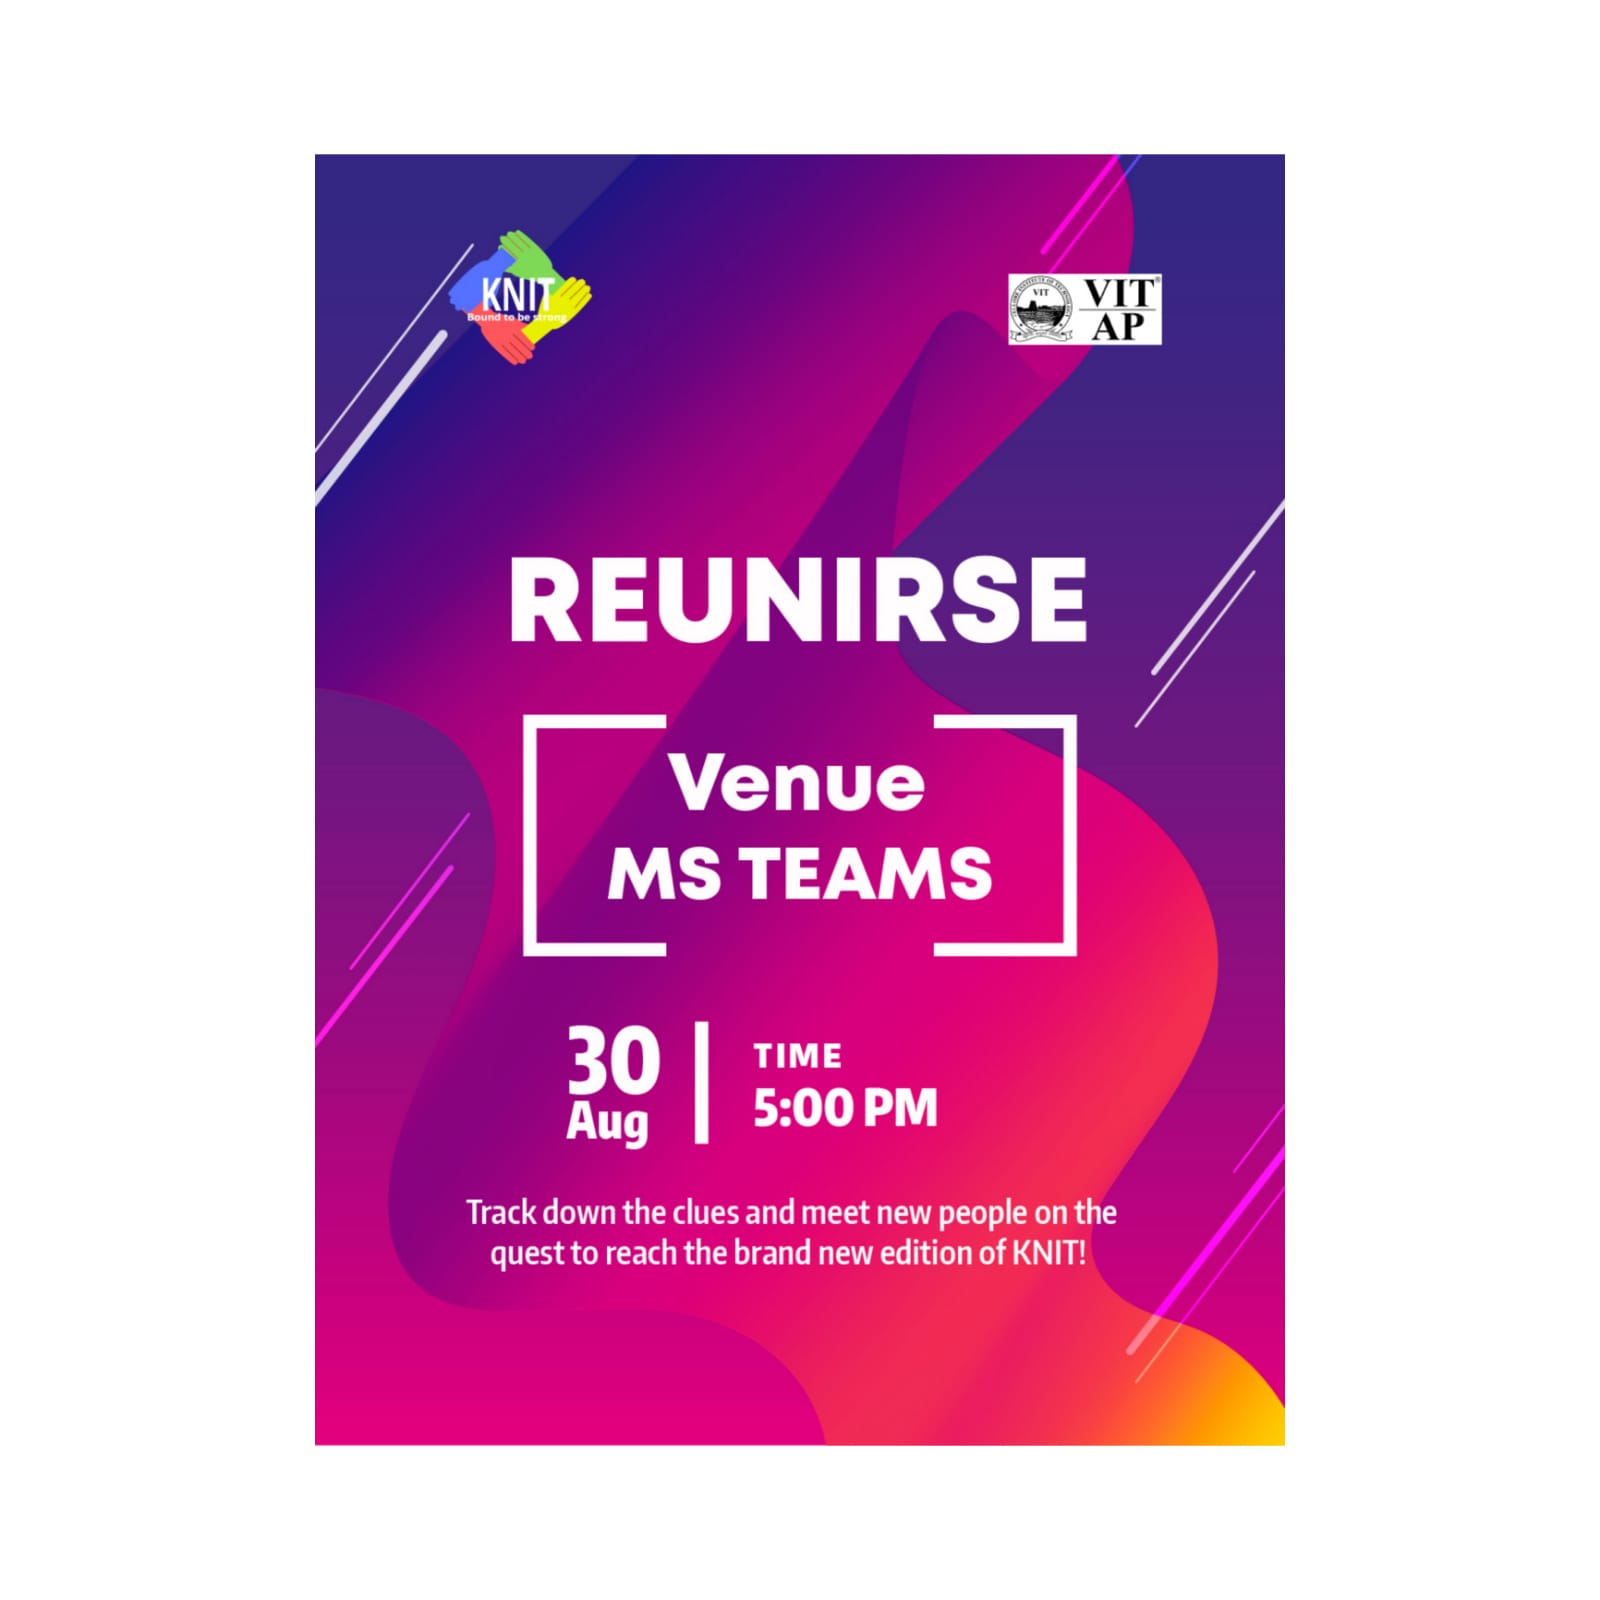 KNIT
Bound to be strong
VIT
VIT®
AP
REUNIRSE
Venue
MS TEAMS
30
Aug
TIME
5:00 PM
Track down the clues and meet new people on the
quest to reach the brand new edition of KNIT!